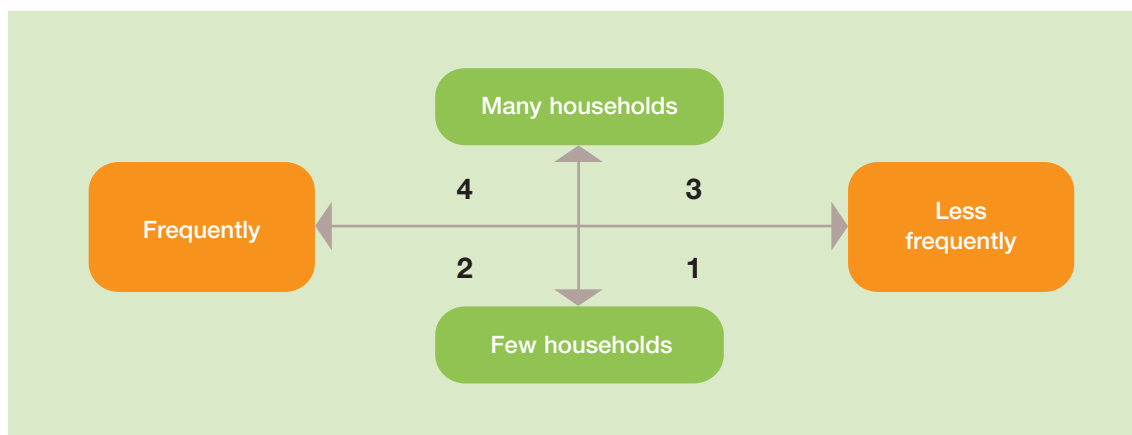 Many households
4
3
Frequently
Less
frequently
2
1
Few households